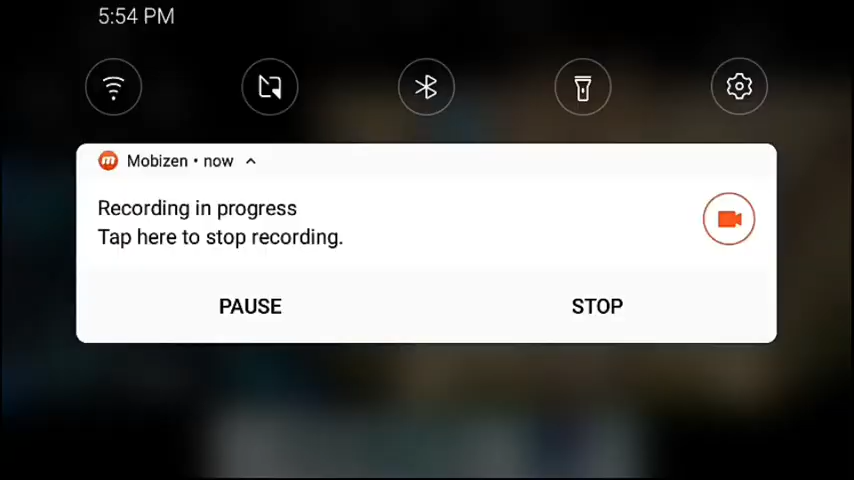 5:54 PM
Mobizen • now
Recording in progress
Tap here to stop recording.
PAUSE STOP